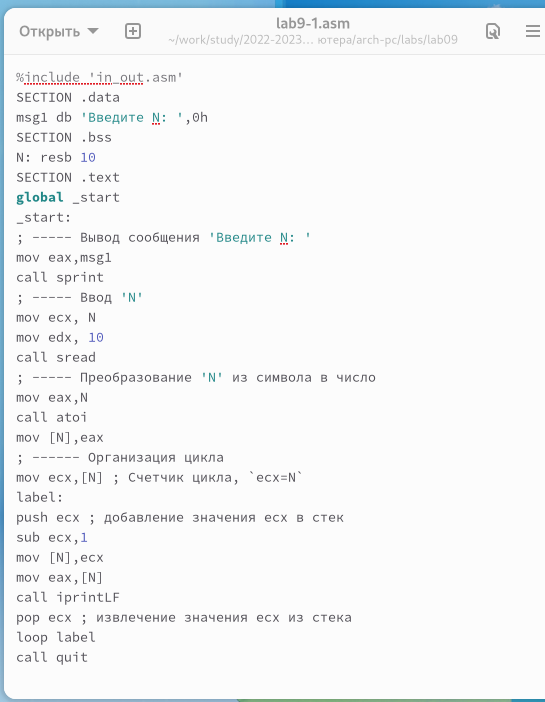 Открыть
lab9-1.asm
~/work/study/2022-2023... ютера/arch-pc/labs/lab09
%include 'in_out.asm'
SECTION .data
msg1 db 'Введите N: ',0h
SECTION .bss
N: resb 10
SECTION .text
global _start
_start:
; ----- Вывод сообщения 'Введите N: '
mov eax,msg1
call sprint
; ----- Ввод 'N'
mov ecx, N
mov edx, 10
call sread
; ----- Преобразование 'N' из символа в число
mov eax,N
call atoi
mov [N],eax
; ------ Организация цикла
mov ecx,[N] ; Счетчик цикла, `ecx=N`
label:
push ecx ; добавление значения ecx в стек
sub ecx,1
mov [N],ecx
mov eax,[N]
call iprintLF
pop ecx ; извлечение значения ecx из стека
loop label
call quit